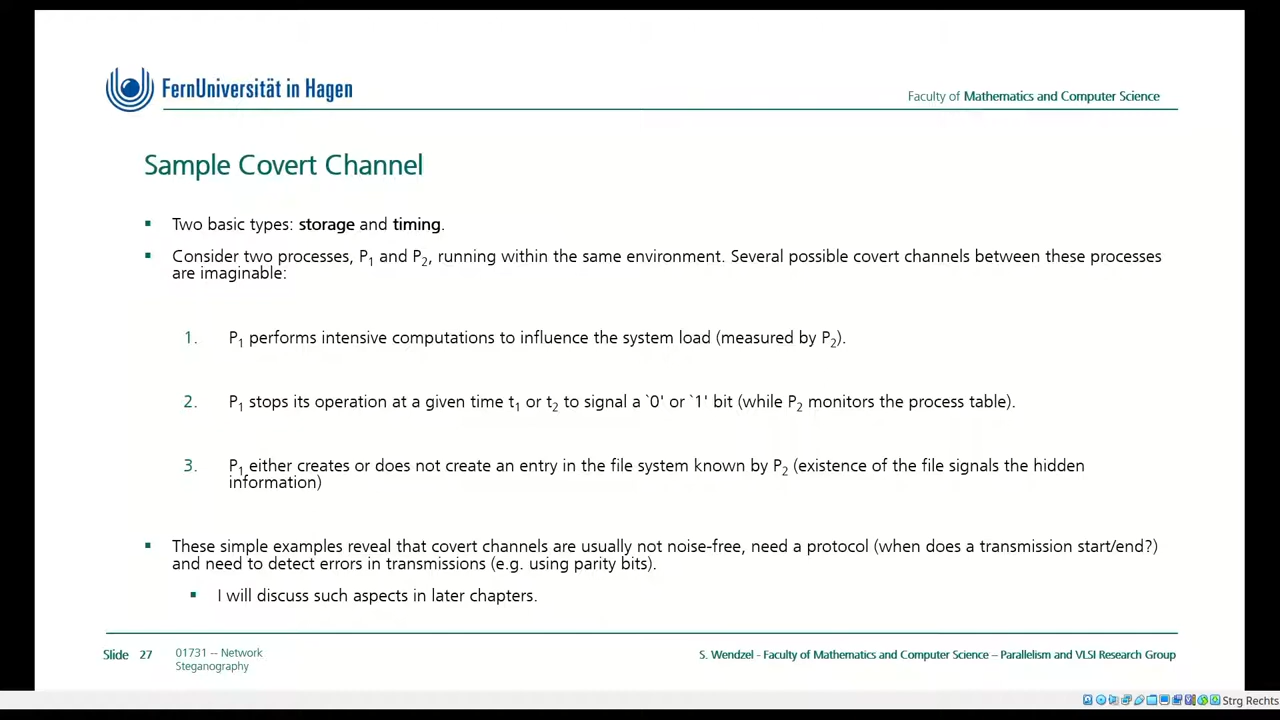 FernUniversität in Hagen
Faculty of Mathematics and Computer Science
Sample Covert Channel
▪ Two basic types: storage and timing.
▪ Consider two processes, P1 and P2, running within the same environment. Several possible covert channels between these processes
are imaginable:
1. P1 performs intensive computations to influence the system load (measured by P2).
2. P1 stops its operation at a given time t1 or t2 to signal a `0' or `1' bit (while P2 monitors the process table).
3. P1 either creates or does not create an entry in the file system known by P2 (existence of the file signals the hidden
information)
▪ These simple examples reveal that covert channels are usually not noise-free, need a protocol (when does a transmission start/end?)
and need to detect errors in transmissions (e.g. using parity bits).
▪ I will discuss such aspects in later chapters.
Slide 27
01731 -- Network
Steganography
S. Wendzel - Faculty of Mathematics and Computer Science – Parallelism and VLSI Research Group
Strg Rechts